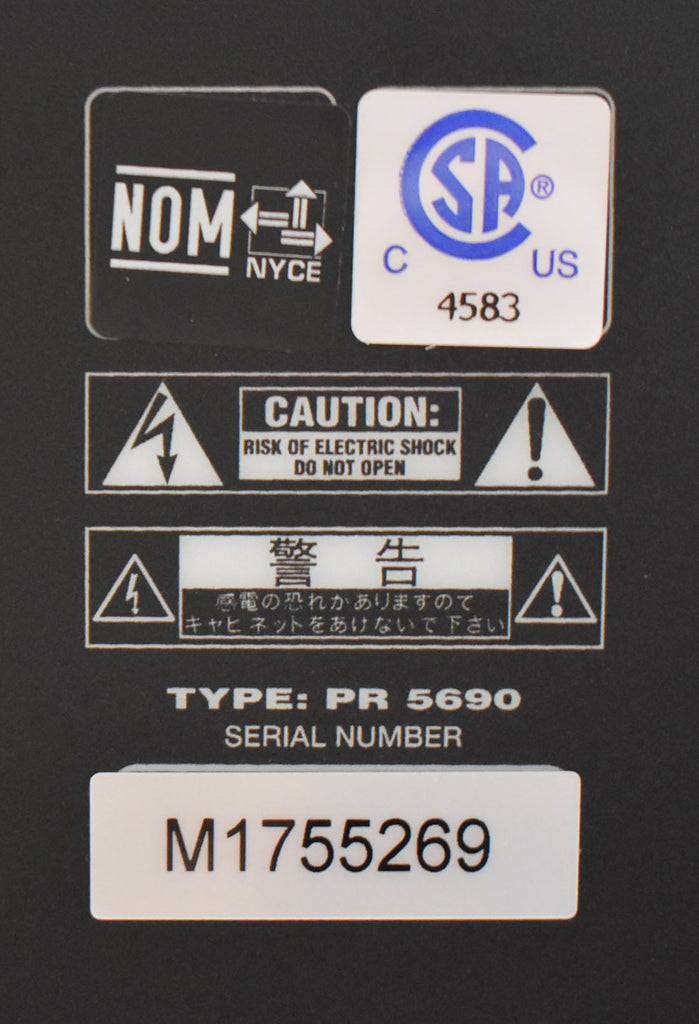 NOM
NYCE
CSA®
C US
4583
CAUTION:
RISK OF ELECTRIC SHOCK
DO NOT OPEN
警 告
感電の恐れがありますので
キャビネットをあけないで下さい
TYPE: PR 5690
SERIAL NUMBER
M1755269